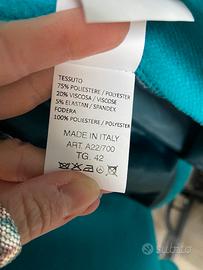 TESSUTO
75% POLIESTERE / POLYESTER
20% VISCOSA / VISCOSE
5% ELASTAN / SPANDEX
FODERA
100% POLIESTERE / POLYESTER
MADE IN ITALY
ART. A22/700
TG. 42
subito